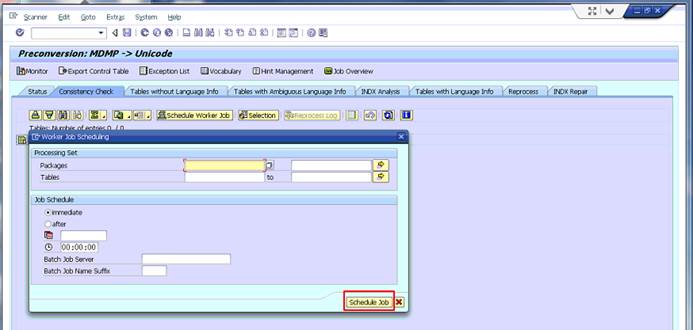 Scanner Edit Goto Extras System Help
Preconversion: MDMP -> Unicode
Monitor Export Control Table Exception List Vocabulary Hint Management Job Overview
Status Consistency Check Tables without Language Info Tables with Ambiguous Language Info INDX Analysis Tables with Language Info Reprocess INDX Repair
Schedule Worker Job Selection Reprocess Log
Tables: Number of entries 0 / 0
Worker Job Scheduling
Processing Set
Packages
Tables to
Job Schedule
immediate
after
00:00:00
Batch Job Server
Batch Job Name Suffix
Schedule Job